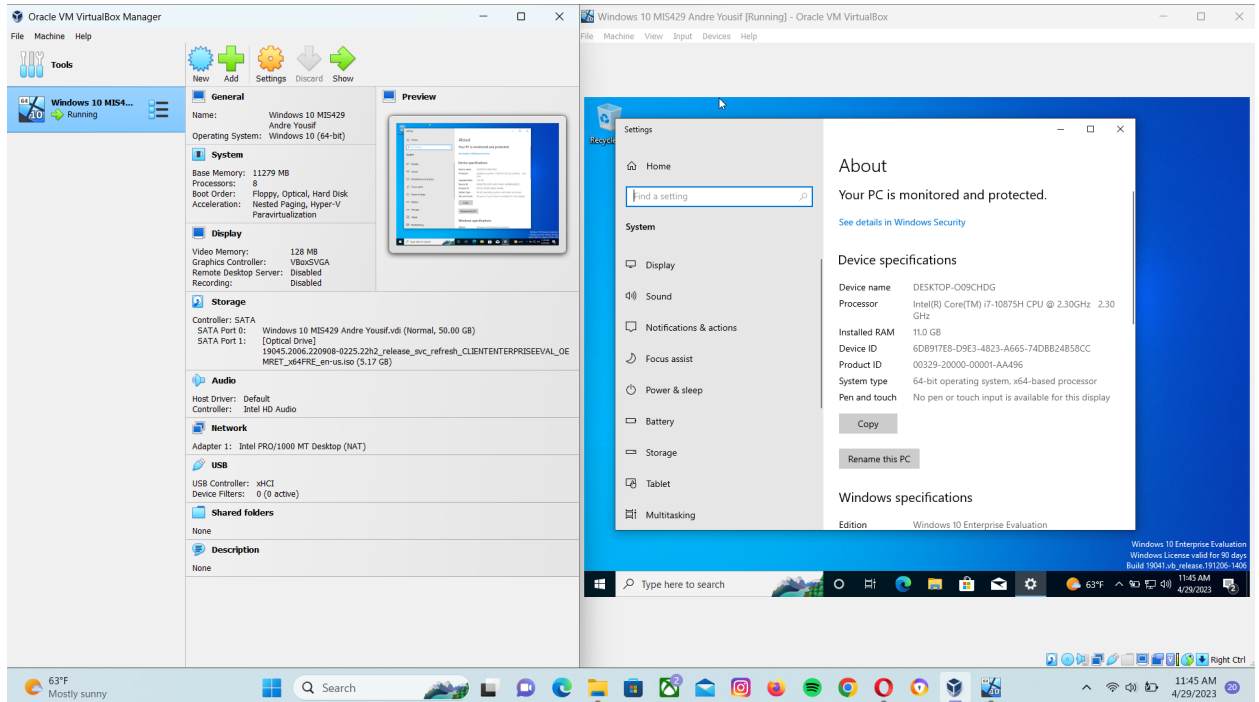 Oracle VM VirtualBox Manager
File Machine Help
Tools
New Add Settings Discard Show
64
10
Windows 10 MIS4...
Running
General
Name: Windows 10 MIS429
Andre Yousif
Operating System: Windows 10 (64-bit)
System
Base Memory: 11279 MB
Processors: 8
Boot Order: Floppy, Optical, Hard Disk
Acceleration: Nested Paging, Hyper-V
Paravirtualization
Display
Video Memory: 128 MB
Graphics Controller: VBoxSVGA
Remote Desktop Server: Disabled
Recording: Disabled
Storage
Controller: SATA
SATA Port 0: Windows 10 MIS429 Andre Yousif.vdi (Normal, 50.00 GB)
SATA Port 1: [Optical Drive]
19045.2006.220908-0225.22h2_release_svc_refresh_CLIENTENTERPRISEEVAL_OE
MRET_x64FRE_en-us.iso (5.17 GB)
Audio
Host Driver: Default
Controller: Intel HD Audio
Network
Adapter 1: Intel PRO/1000 MT Desktop (NAT)
USB
USB Controller: xHCI
Device Filters: 0 (0 active)
Shared folders
None
Description
None
Preview
Windows 10 MIS429 Andre Yousif [Running] - Oracle VM VirtualBox
File Machine View Input Devices Help
Recycle
Settings
Home
Find a setting
System
Display
Sound
Notifications & actions
Focus assist
Power & sleep
Battery
Storage
Tablet
Multitasking
About
Your PC is monitored and protected.
See details in Windows Security
Device specifications
Device name DESKTOP-O09CHDG
Processor Intel(R) Core(TM) i7-10875H CPU @ 2.30GHz 2.30
GHz
Installed RAM 11.0 GB
Device ID 6DB917E8-D9E3-4823-A665-74DBB24B58CC
Product ID 00329-20000-00001-AA496
System type 64-bit operating system, x64-based processor
Pen and touch No pen or touch input is available for this display
Copy
Rename this PC
Windows specifications
Edition Windows 10 Enterprise Evaluation
Windows 10 Enterprise Evaluation
Windows License valid for 90 days
Build 19041.vb_release.191206-1406
Type here to search
63°F
11:45 AM
4/29/2023
2
Right Ctrl
63°F
Mostly sunny
Search
2
11:45 AM
4/29/2023
20